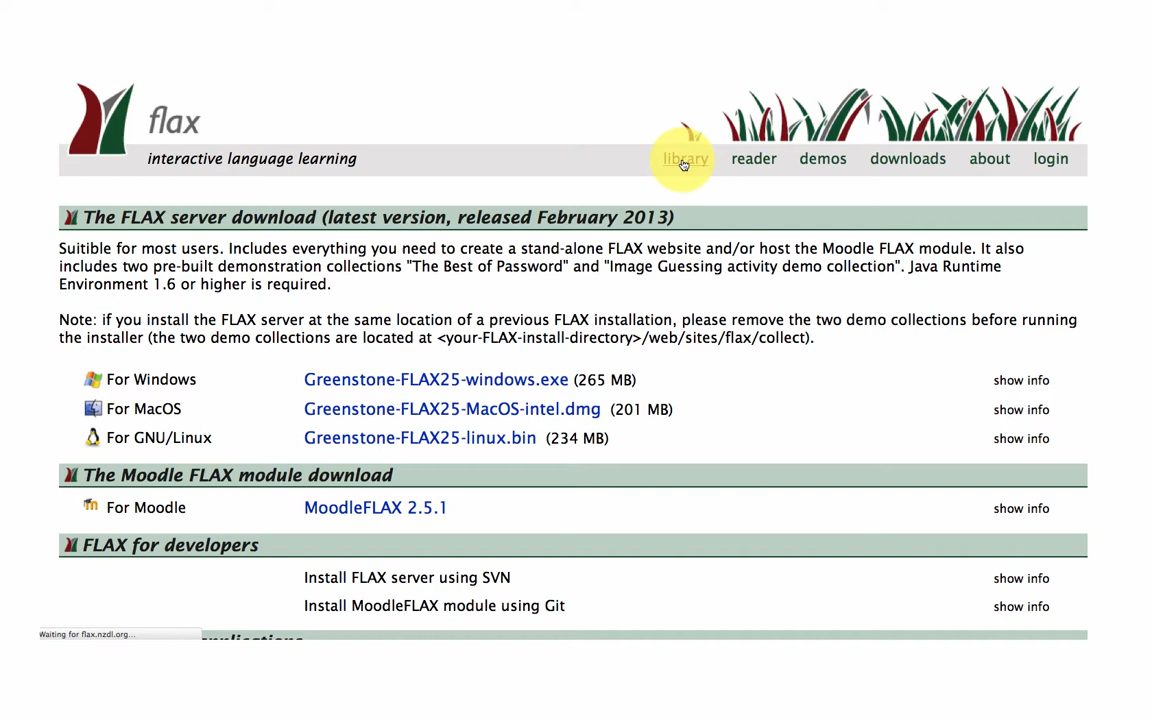 flax
interactive language learning
library reader demos downloads about login
The FLAX server download (latest version, released February 2013)
Suitible for most users. Includes everything you need to create a stand-alone FLAX website and/or host the Moodle FLAX module. It also
includes two pre-built demonstration collections "The Best of Password" and "Image Guessing activity demo collection". Java Runtime
Environment 1.6 or higher is required.
Note: if you install the FLAX server at the same location of a previous FLAX installation, please remove the two demo collections before running
the installer (the two demo collections are located at <your-FLAX-install-directory>/web/sites/flax/collect).
For Windows Greenstone-FLAX25-windows.exe (265 MB) show info
For MacOS Greenstone-FLAX25-MacOS-intel.dmg (201 MB) show info
For GNU/Linux Greenstone-FLAX25-linux.bin (234 MB) show info
The Moodle FLAX module download
For Moodle MoodleFLAX 2.5.1 show info
FLAX for developers
Install FLAX server using SVN show info
Install MoodleFLAX module using Git show info
Waiting for flax.nzdl.org...